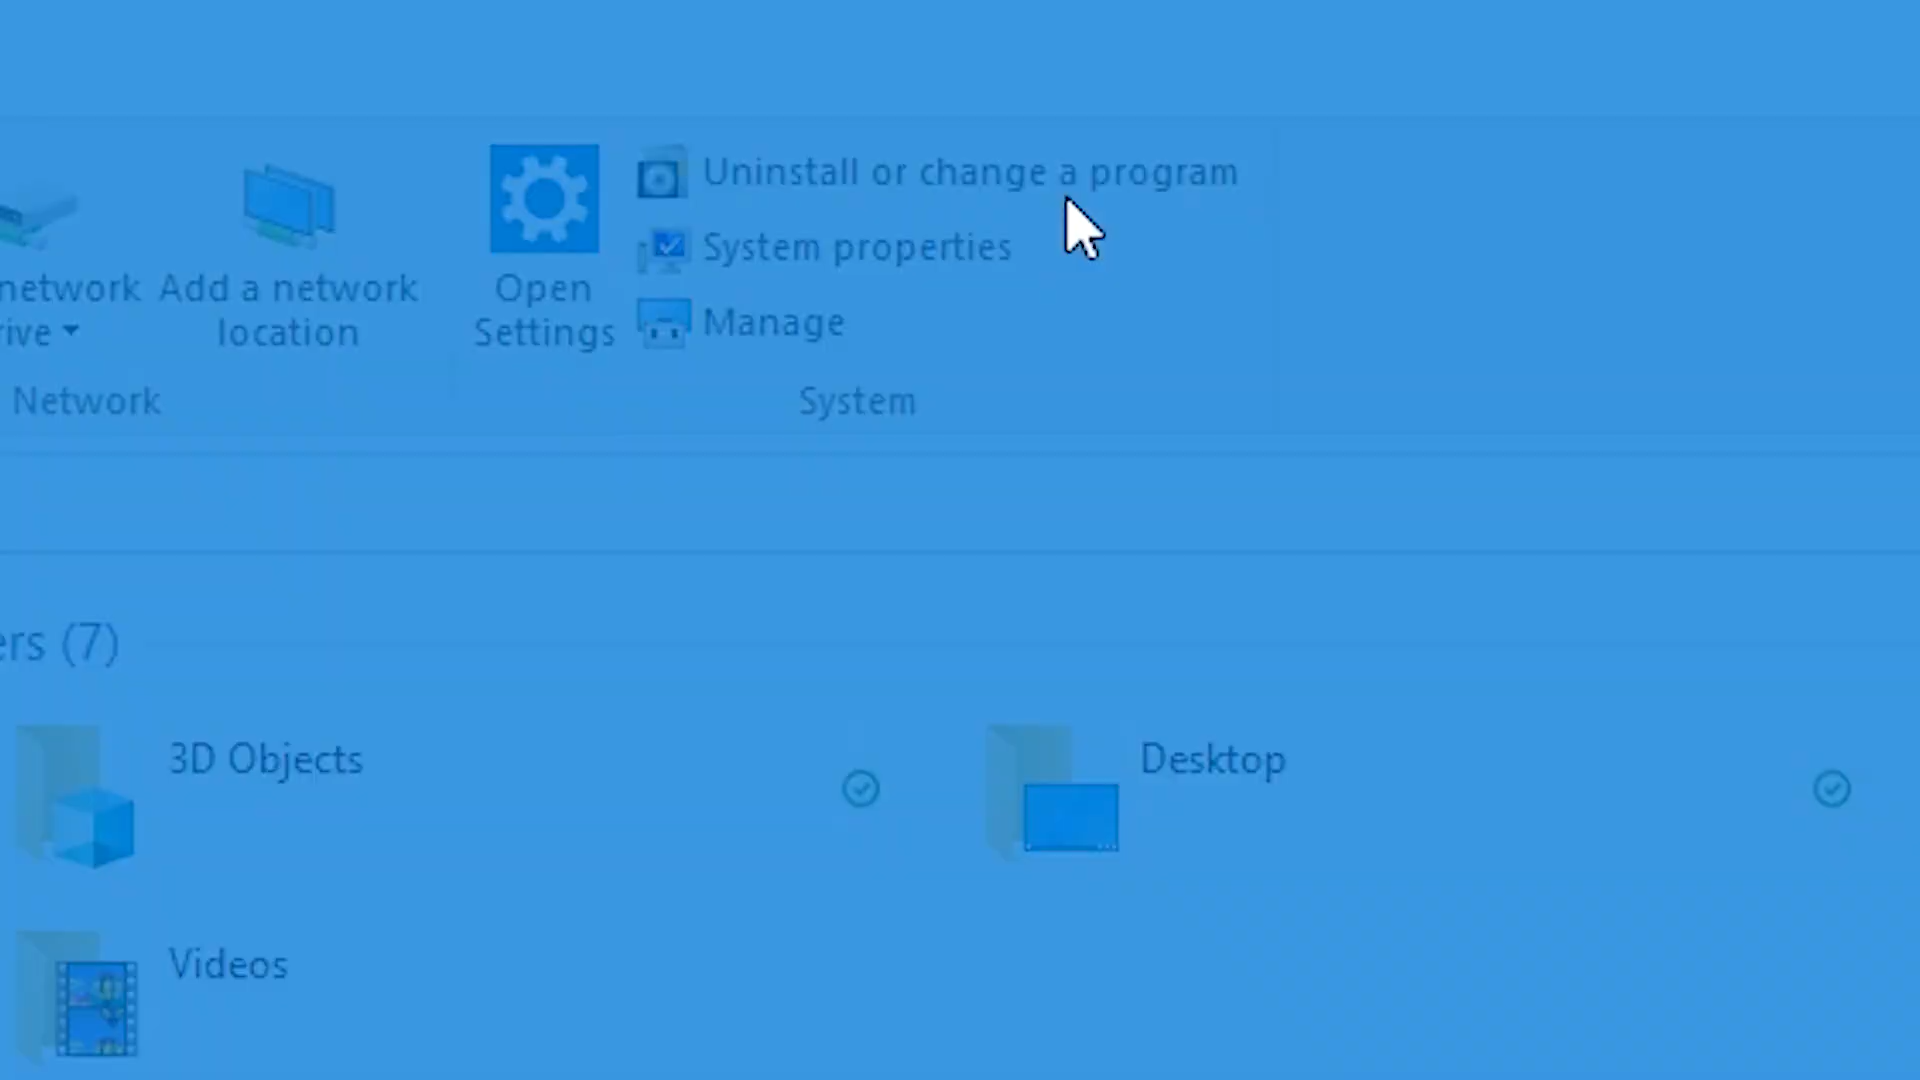 Uninstall or change a program
System properties
Manage
network
rive
Add a network
location
Open
Settings
Network
System
ers (7)
3D Objects
Desktop
Videos